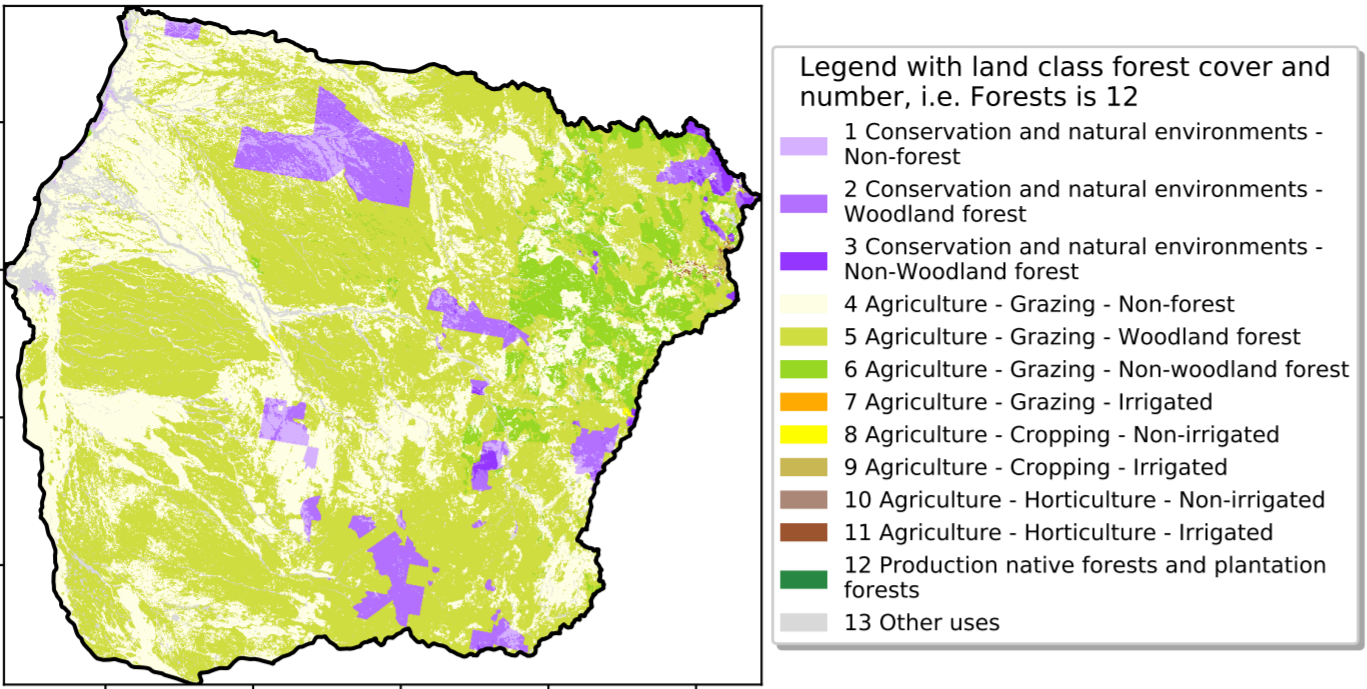 Legend with land class forest cover and
number, i.e. Forests is 12
1 Conservation and natural environments -
Non-forest
2 Conservation and natural environments -
Woodland forest
3 Conservation and natural environments -
Non-Woodland forest
4 Agriculture - Grazing - Non-forest
5 Agriculture - Grazing - Woodland forest
6 Agriculture - Grazing - Non-woodland forest
7 Agriculture - Grazing - Irrigated
8 Agriculture - Cropping - Non-irrigated
9 Agriculture - Cropping - Irrigated
10 Agriculture - Horticulture - Non-irrigated
11 Agriculture - Horticulture - Irrigated
12 Production native forests and plantation
forests
13 Other uses